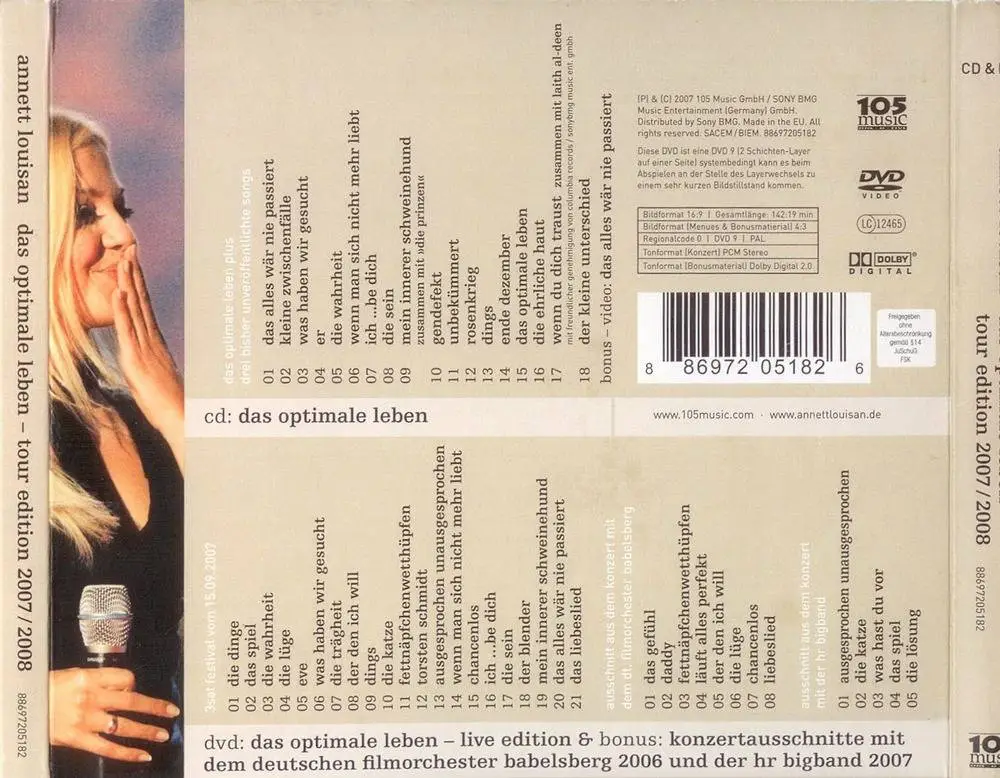 annett louisan das optimale leben – tour edition 2007/2008 88697205182
das optimale leben plus
drei bisher unveröffentlichte songs
01 das alles wär nie passiert
02 kleine zwischenfälle
03 was haben wir gesucht
04 er
05 die wahrheit
06 wenn man sich nicht mehr liebt
07 ich ...be dich
08 die sein
09 mein innerer schweinehund
zusammen mit »die prinzen«
10 gendefekt
11 unbekümmert
12 rosenkrieg
13 dings
14 ende dezember
15 das optimale leben
16 die ehrliche haut
17 wenn du dich traust zusammen mit laith al-deen
mit freundlicher genehmigung von columbia records / sonybmg music ent. gmbh
18 der kleine unterschied
bonus – video: das alles wär nie passiert
cd: das optimale leben
(P) & (C) 2007 105 Music GmbH / SONY BMG
Music Entertainment (Germany) GmbH.
Distributed by Sony BMG. Made in the EU. All
rights reserved. SACEM / BIEM. 88697205182
Diese DVD ist eine DVD 9 (2 Schichten-Layer
auf einer Seite) systembedingt kann es beim
Abspielen an der Stelle des Layerwechsels zu
einem sehr kurzen Bildstillstand kommen.
Bildformat 16:9 | Gesamtlänge: 142:19 min
Bildformat (Menues & Bonusmatierial) 4:3
Regionalcode 0 | DVD 9 | PAL
Tonformat (Konzert) PCM Stereo
Tonformat (Bonusmaterial) Dolby Digital 2.0
105
music
DVD
VIDEO
LC 12465
DOLBY
DIGITAL
8 86972 05182 6
Freigegeben
ohne
Altersbeschränkung
gemäß §14
JuSchuG
FSK
www.105music.com · www.annettlouisan.de
3sat festival vom 15.09.2007
01 die dinge
02 das spiel
03 die wahrheit
04 die lüge
05 eve
06 was haben wir gesucht
07 die trägheit
08 der den ich will
09 dings
10 die katze
11 fettnäpfchenwetthüpfen
12 torsten schmidt
13 ausgesprochen unausgesprochen
14 wenn man sich nicht mehr liebt
15 chancenlos
16 ich ...be dich
17 die sein
18 der blender
19 mein innerer schweinehund
20 das alles wär nie passiert
21 das liebeslied
ausschnitt aus dem konzert mit
dem dt. filmorchester babelsberg
01 das gefühl
02 daddy
03 fettnäpfchenwetthüpfen
04 läuft alles perfekt
05 der den ich will
06 die lüge
07 chancenlos
08 liebeslied
ausschnitt aus dem konzert
mit der hr bigband
01 ausgesprochen unausgesprochen
02 die katze
03 was hast du vor
04 das spiel
05 die lösung
dvd: das optimale leben – live edition & bonus: konzertausschnitte mit
dem deutschen filmorchester babelsberg 2006 und der hr bigband 2007
CD &
tour edition 2007/2008
88697205182